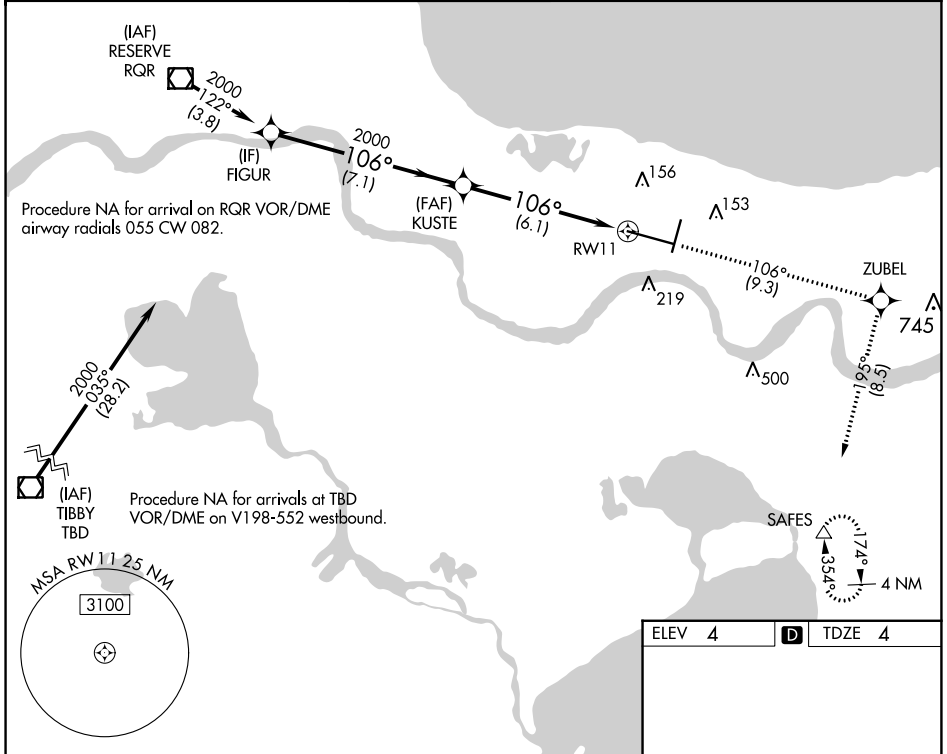 (IAF)
RESERVE
RQR
2000
122°
(3.8)
(IF)
FIGUR
2000
106°
(7.1)
(FAF)
KUSTE
106°
(6.1)
RW11
156
153
219
106°
(9.3)
ZUBEL
745
500
195°
(8.5)
Procedure NA for arrival on RQR VOR/DME
airway radials 055 CW 082.
2000
035°
(28.2)
(IAF)
TIBBY
TBD
Procedure NA for arrivals at TBD
VOR/DME on V198-552 westbound.
SAFES
174°
354°
4 NM
MSA RW11 25 NM
3100
ELEV 4 D TDZE 4